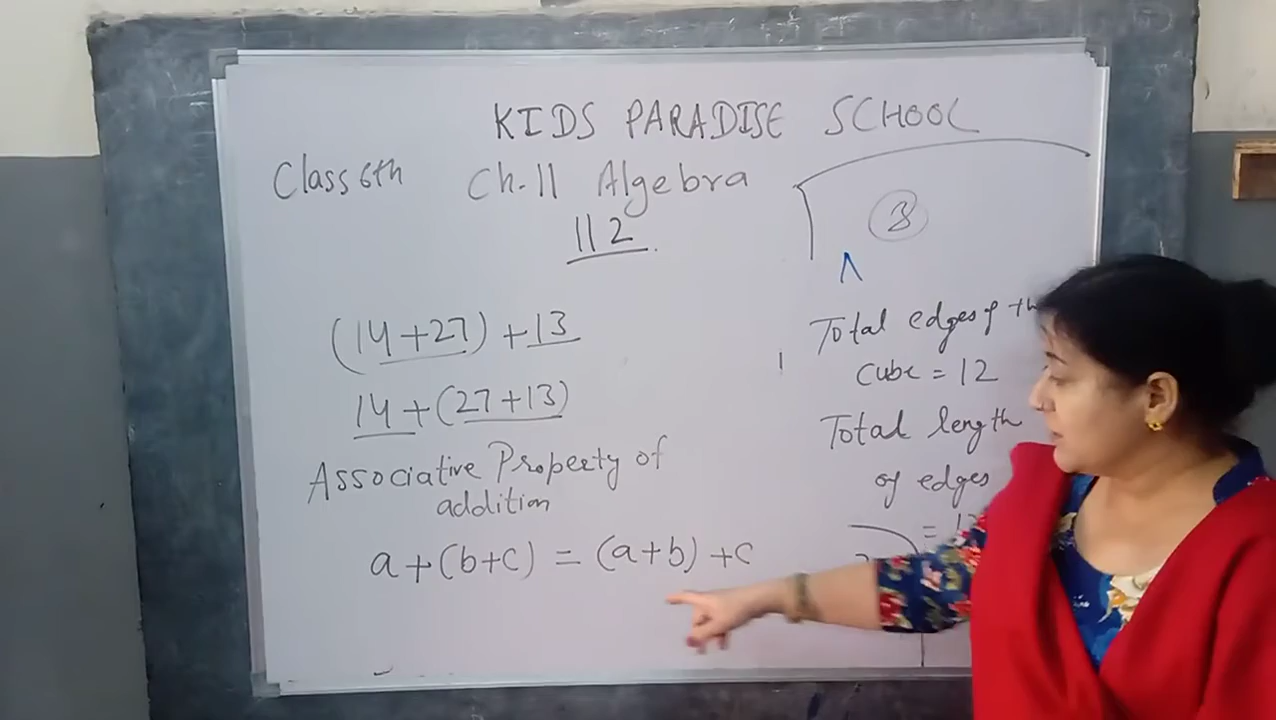 KIDS PARADISE SCHOOL
Class 6th Ch.11 Algebra
11 2
(14+27) + 13
14 + (27+13)
Associative Property of
addition
a + (b+c) = (a+b) + c
3
Total edges of th
cube = 12
Total length
of edges